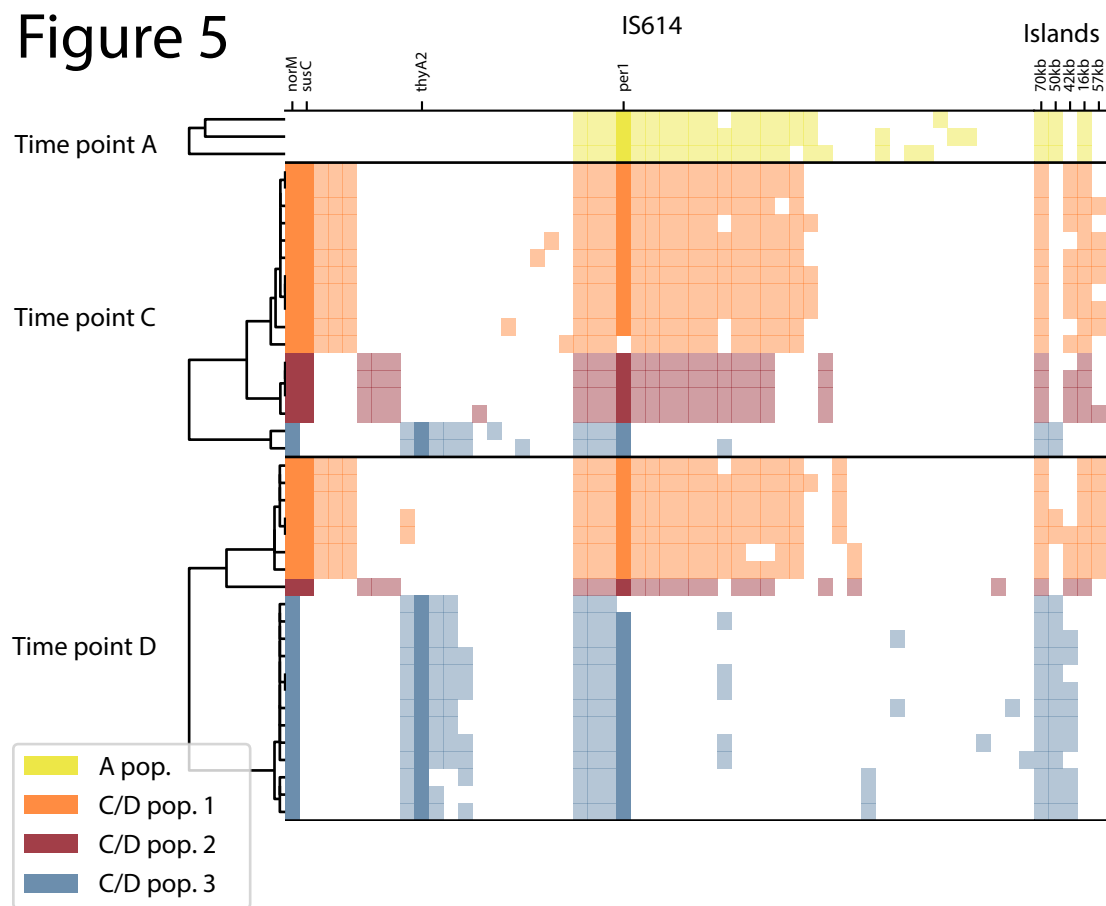 Figure 5
IS614
Islands
norM
susC
thyA2
per1
70kb
50kb
42kb
16kb
57kb
Time point A
Time point C
Time point D
A pop.
C/D pop. 1
C/D pop. 2
C/D pop. 3